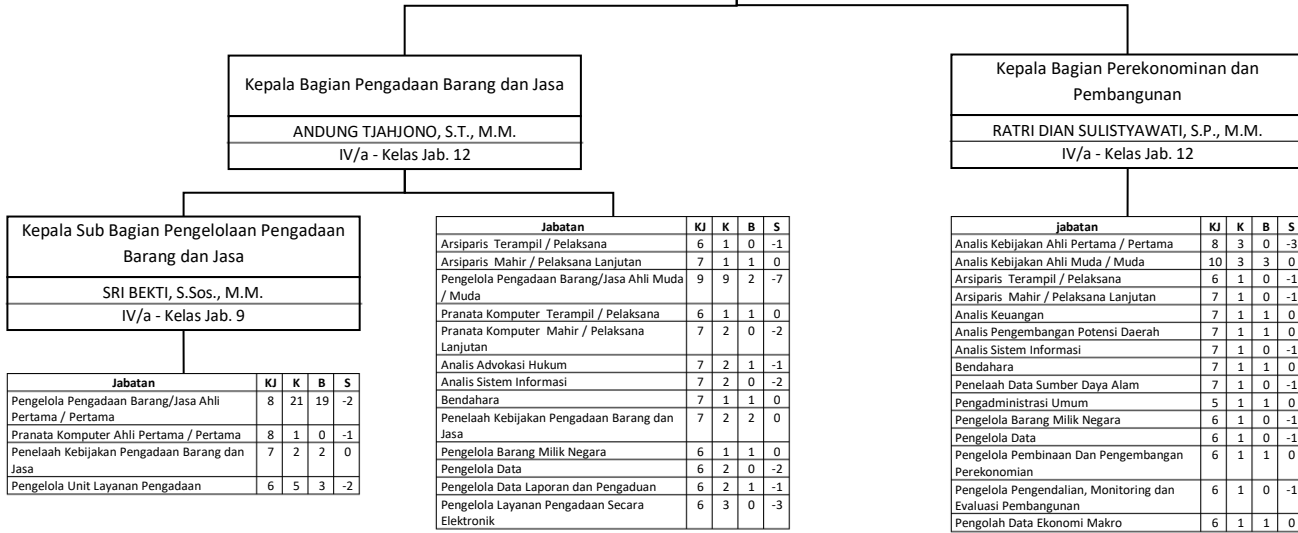 Kepala Bagian Pengadaan Barang dan Jasa
ANDUNG TJAHJONO, S.T., M.M.
IV/a - Kelas Jab. 12
Kepala Bagian Perekonominan dan
Pembangunan
RATRI DIAN SULISTYAWATI, S.P., M.M.
IV/a - Kelas Jab. 12
Kepala Sub Bagian Pengelolaan Pengadaan
Barang dan Jasa
SRI BEKTI, S.Sos., M.M.
IV/a - Kelas Jab. 9
Jabatan KJ K B S
Pengelola Pengadaan Barang/Jasa Ahli 8 21 19 -2
Pertama / Pertama
Pranata Komputer Ahli Pertama / Pertama 8 1 0 -1
Penelaah Kebijakan Pengadaan Barang dan 7 2 2 0
Jasa
Pengelola Unit Layanan Pengadaan 6 5 3 -2
Jabatan KJ K B S
Arsiparis Terampil / Pelaksana 6 1 0 -1
Arsiparis Mahir / Pelaksana Lanjutan 7 1 1 0
Pengelola Pengadaan Barang/Jasa Ahli Muda 9 9 2 -7
/ Muda
Pranata Komputer Terampil / Pelaksana 6 1 1 0
Pranata Komputer Mahir / Pelaksana 7 2 0 -2
Lanjutan
Analis Advokasi Hukum 7 2 1 -1
Analis Sistem Informasi 7 2 0 -2
Bendahara 7 1 1 0
Penelaah Kebijakan Pengadaan Barang dan 7 2 2 0
Jasa
Pengelola Barang Milik Negara 6 1 1 0
Pengelola Data 6 2 0 -2
Pengelola Data Laporan dan Pengaduan 6 2 1 -1
Pengelola Layanan Pengadaan Secara 6 3 0 -3
Elektronik
jabatan KJ K B S
Analis Kebijakan Ahli Pertama / Pertama 8 3 0 -3
Analis Kebijakan Ahli Muda / Muda 10 3 3 0
Arsiparis Terampil / Pelaksana 6 1 0 -1
Arsiparis Mahir / Pelaksana Lanjutan 7 1 0 -1
Analis Keuangan 7 1 1 0
Analis Pengembangan Potensi Daerah 7 1 1 0
Analis Sistem Informasi 7 1 0 -1
Bendahara 7 1 1 0
Penelaah Data Sumber Daya Alam 7 1 0 -1
Pengadministrasi Umum 5 1 1 0
Pengelola Barang Milik Negara 6 1 0 -1
Pengelola Data 6 1 0 -1
Pengelola Pembinaan Dan Pengembangan 6 1 1 0
Perekonomian
Pengelola Pengendalian, Monitoring dan 6 1 0 -1
Evaluasi Pembangunan
Pengolah Data Ekonomi Makro 6 1 1 0